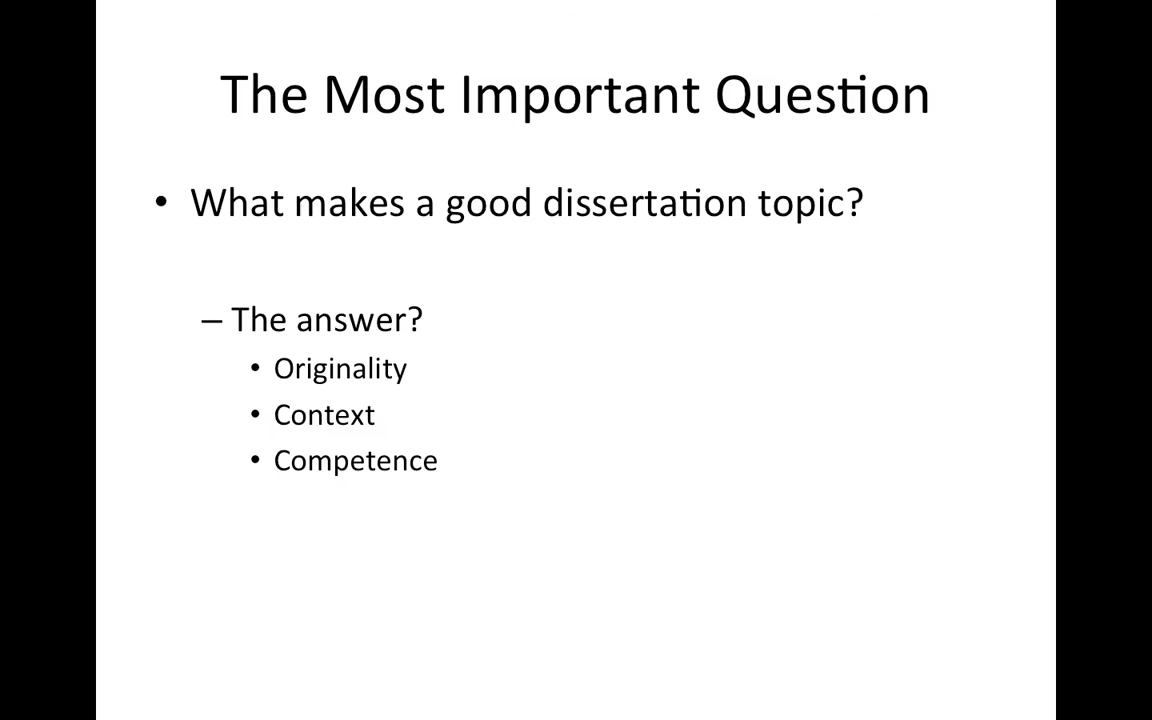 The Most Important Question
• What makes a good dissertation topic?
– The answer?
• Originality
• Context
• Competence